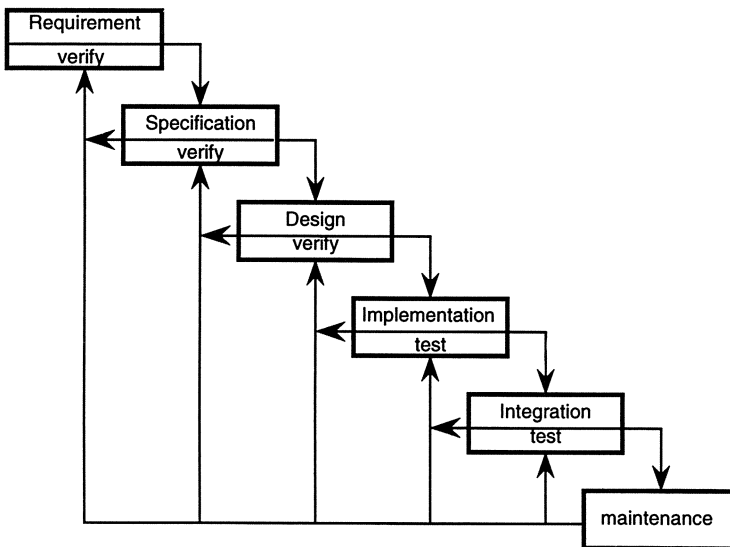 Requirement
verify
Specification
verify
Design
verify
Implementation
test
Integration
test
maintenance